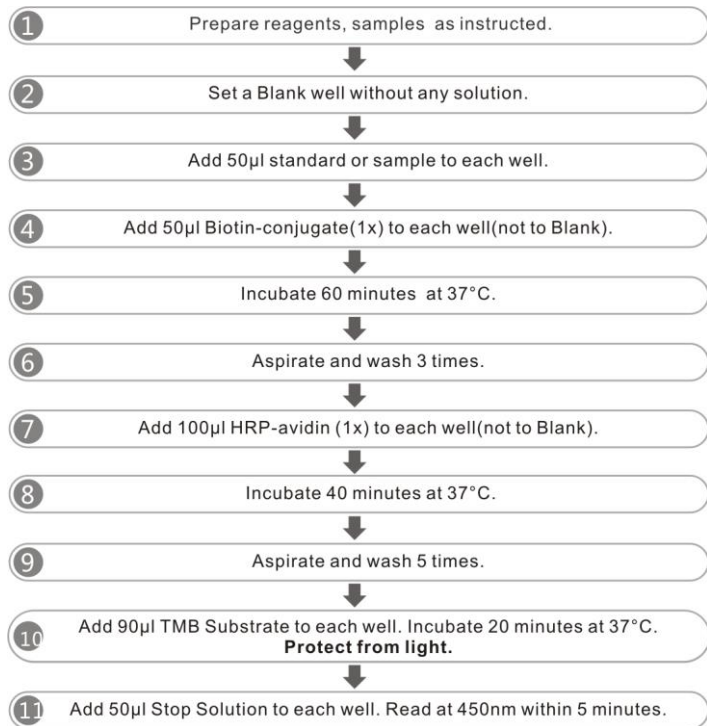 1 Prepare reagents, samples as instructed.
2 Set a Blank well without any solution.
3 Add 50μl standard or sample to each well.
4 Add 50μl Biotin-conjugate(1x) to each well(not to Blank).
5 Incubate 60 minutes at 37°C.
6 Aspirate and wash 3 times.
7 Add 100μl HRP-avidin (1x) to each well(not to Blank).
8 Incubate 40 minutes at 37°C.
9 Aspirate and wash 5 times.
10 Add 90μl TMB Substrate to each well. Incubate 20 minutes at 37°C.
Protect from light.
11 Add 50μl Stop Solution to each well. Read at 450nm within 5 minutes.